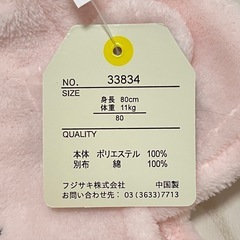 NO. 33834
SIZE
身長 80cm
体重 11kg
80
QUALITY
本体 ポリエステル 100%
別布 綿 100%
フジサキ株式会社 中国製
お問い合わせ先： 03(3633)7713